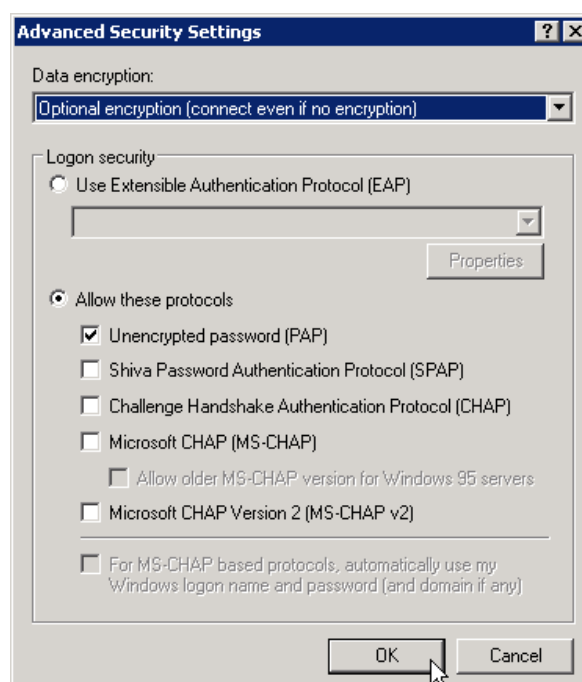 Advanced Security Settings
Data encryption:
Optional encryption (connect even if no encryption)
Logon security
Use Extensible Authentication Protocol (EAP)
Properties
Allow these protocols
Unencrypted password (PAP)
Shiva Password Authentication Protocol (SPAP)
Challenge Handshake Authentication Protocol (CHAP)
Microsoft CHAP (MS-CHAP)
Allow older MS-CHAP version for Windows 95 servers
Microsoft CHAP Version 2 (MS-CHAP v2)
For MS-CHAP based protocols, automatically use my
Windows logon name and password (and domain if any)
OK Cancel